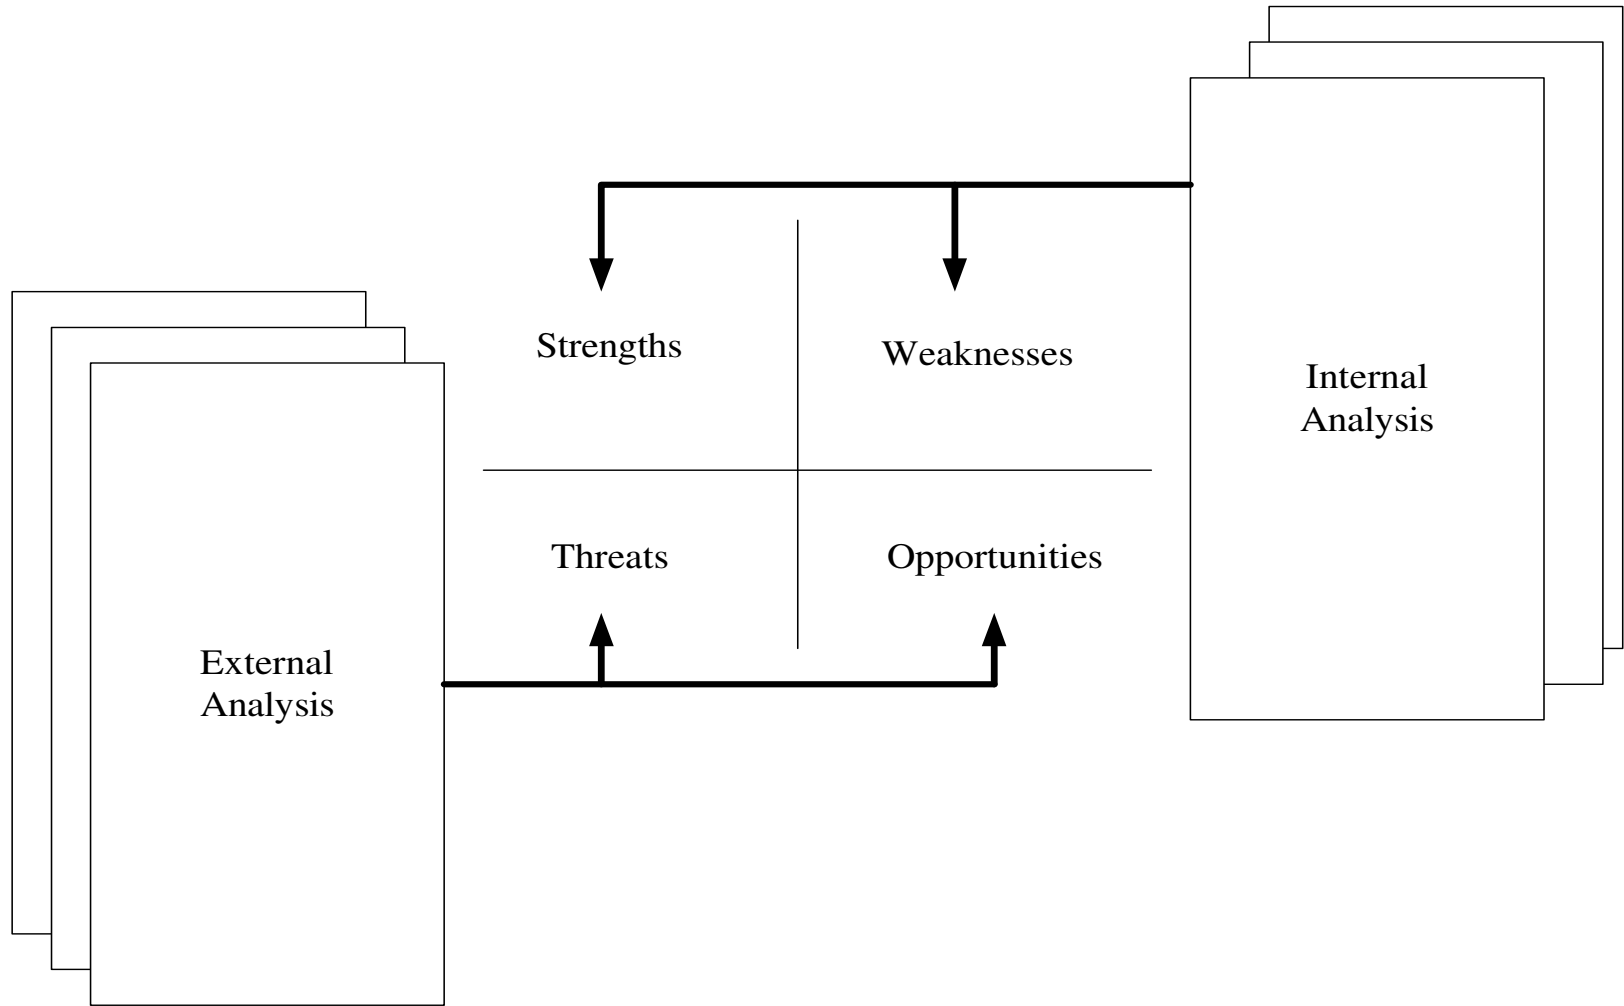 Strengths
Weaknesses
Internal
Analysis
Threats
Opportunities
External
Analysis